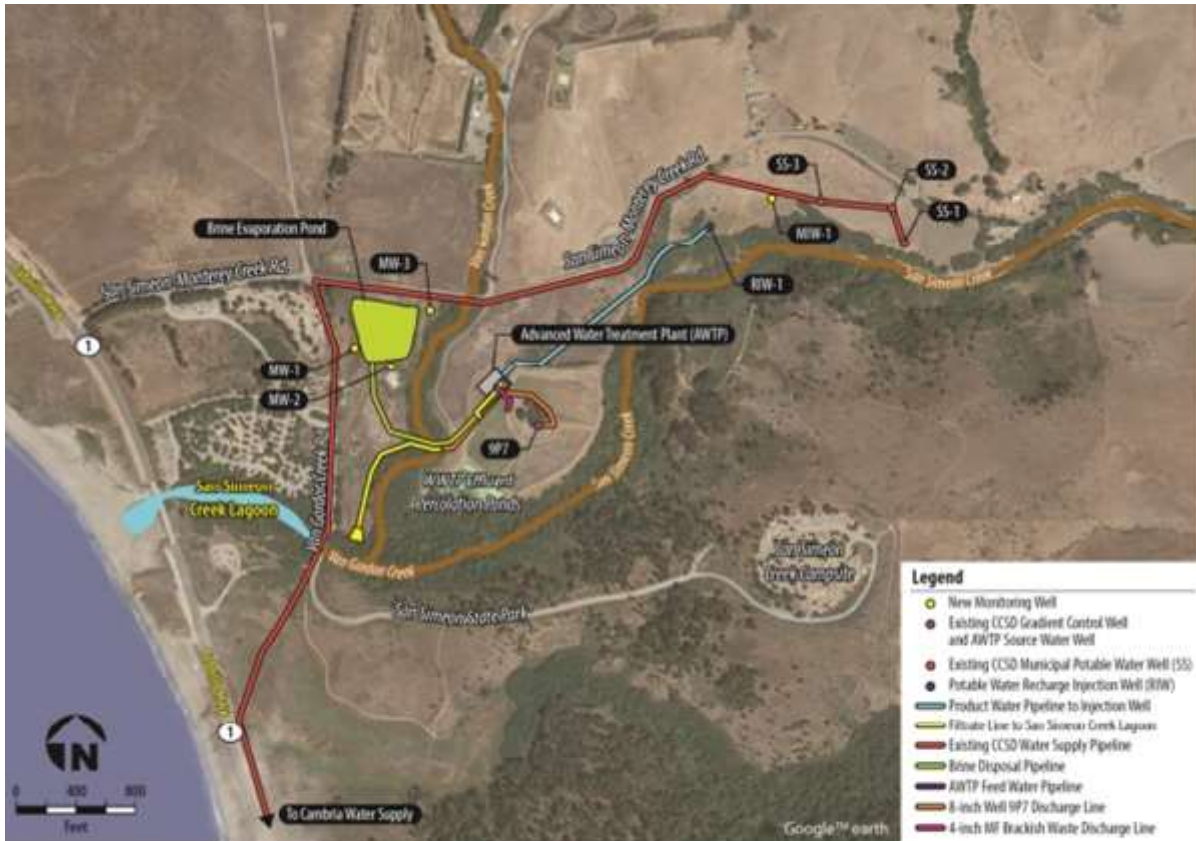 SS-3
SS-2
SS-1
MIW-1
San Simeon-Monterey Creek Rd.
Brine Evaporation Pond
MW-3
San Simeon-Monterey Creek Rd.
RIW-1
San Simeon Creek
Advanced Water Treatment Plant (AWTP)
1
MW-1
MW-2
9P7
WWTP Effluent
Percolation Ponds
San Simeon Creek
San Simeon
Creek Lagoon
Van Gordon Creek
Van Gordon Creek Rd.
San Simeon
Creek Campsite
San Simeon State Park
1
N
0 400 800
Feet
To Cambria Water Supply
Google™ earth
Legend
New Monitoring Well
Existing CCSD Gradient Control Well
and AWTP Source Water Well
Existing CCSD Municipal Potable Water Well (SS)
Potable Water Recharge Injection Well (RIW)
Product Water Pipeline to Injection Well
Filtrate Line to San Simeon Creek Lagoon
Existing CCSD Water Supply Pipeline
Brine Disposal Pipeline
AWTP Feed Water Pipeline
8-inch Well 9P7 Discharge Line
4-inch MF Brackish Waste Discharge Line